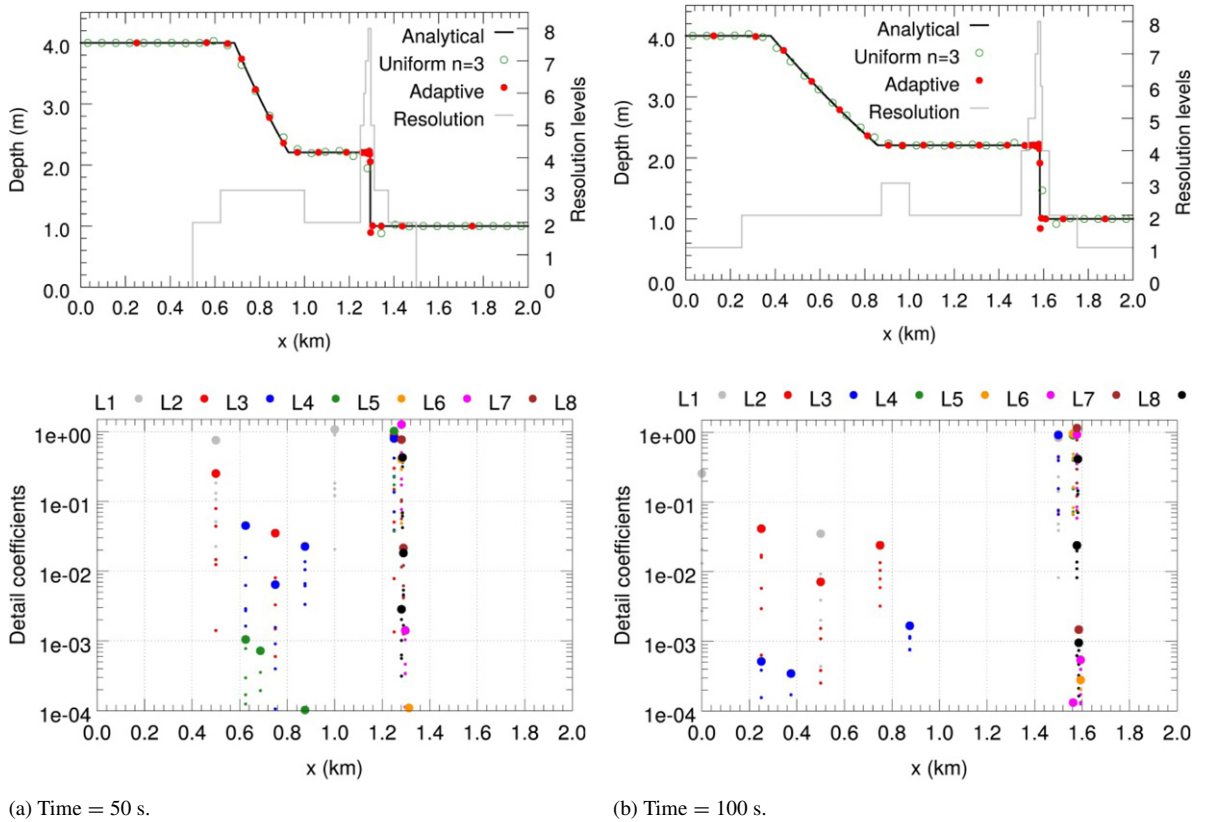 4.0
3.0
2.0
1.0
0.0
Depth (m)
Analytical
Uniform n=3
Adaptive
Resolution
8
7
6
5
4
3
2
1
0
Resolution levels
0.0 0.2 0.4 0.6 0.8 1.0 1.2 1.4 1.6 1.8 2.0
x (km)
4.0
3.0
2.0
1.0
0.0
Depth (m)
Analytical
Uniform n=3
Adaptive
Resolution
8
7
6
5
4
3
2
1
0
Resolution levels
0.0 0.2 0.4 0.6 0.8 1.0 1.2 1.4 1.6 1.8 2.0
x (km)
L1 L2 L3 L4 L5 L6 L7 L8
1e+00
1e-01
1e-02
1e-03
1e-04
Detail coefficients
0.0 0.2 0.4 0.6 0.8 1.0 1.2 1.4 1.6 1.8 2.0
x (km)
L1 L2 L3 L4 L5 L6 L7 L8
1e+00
1e-01
1e-02
1e-03
1e-04
Detail coefficients
0.0 0.2 0.4 0.6 0.8 1.0 1.2 1.4 1.6 1.8 2.0
x (km)
(a) Time = 50 s.
(b) Time = 100 s.